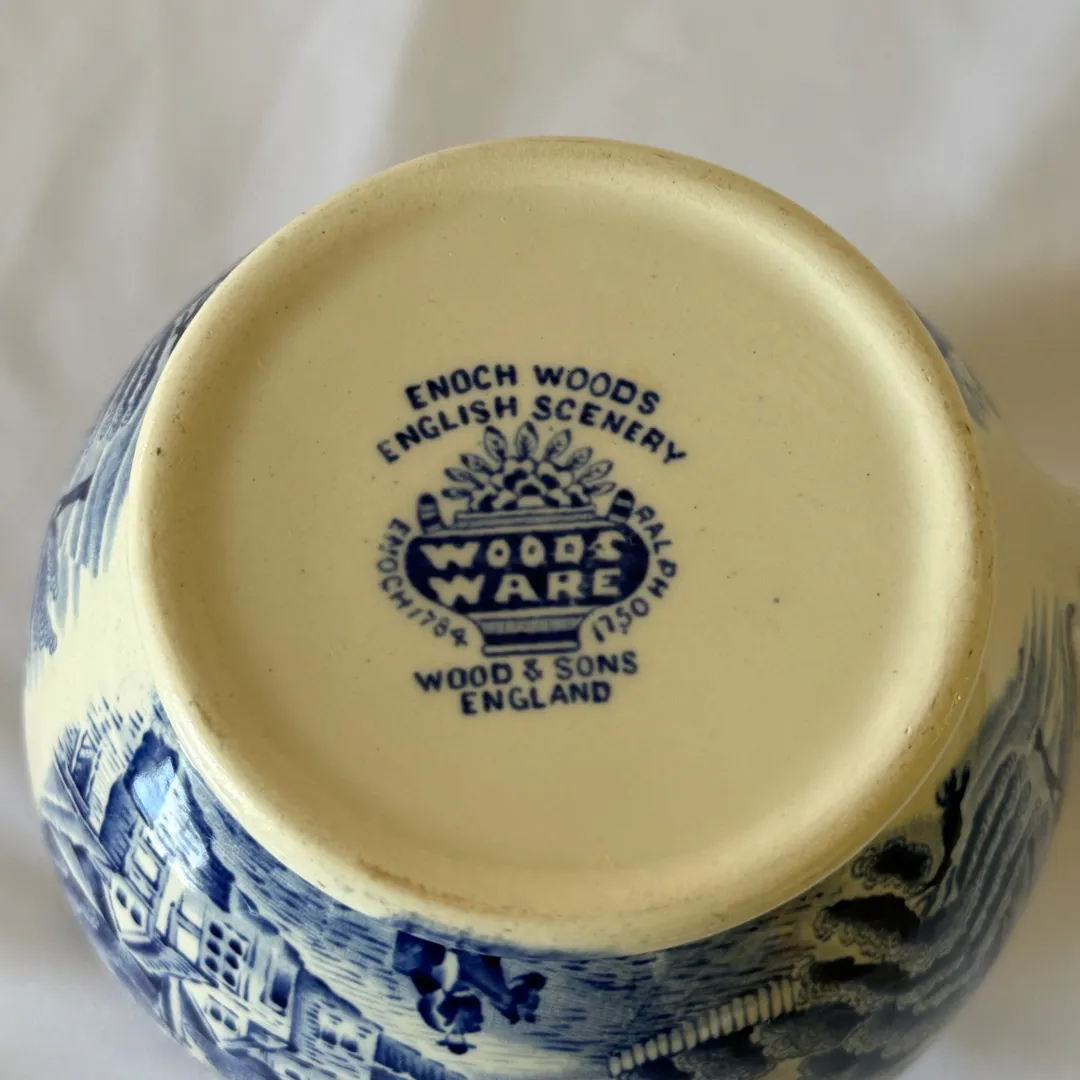 ENOCH WOODS
ENGLISH SCENERY
ENOCH 1784
RALPH 1750
WOODS
WARE
WOOD & SONS
ENGLAND